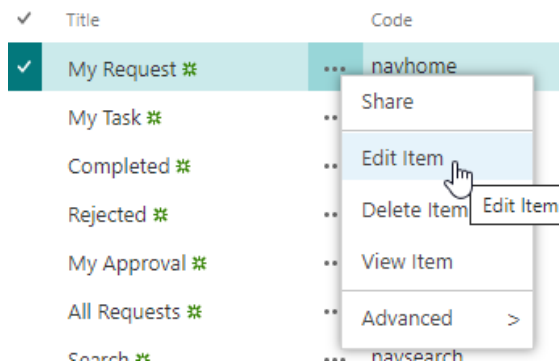 Title Code
My Request navhome
Share
My Task
Edit Item
Completed
Edit Item
Rejected
Delete Item
My Approval
View Item
All Requests
Advanced >
Search navsearch